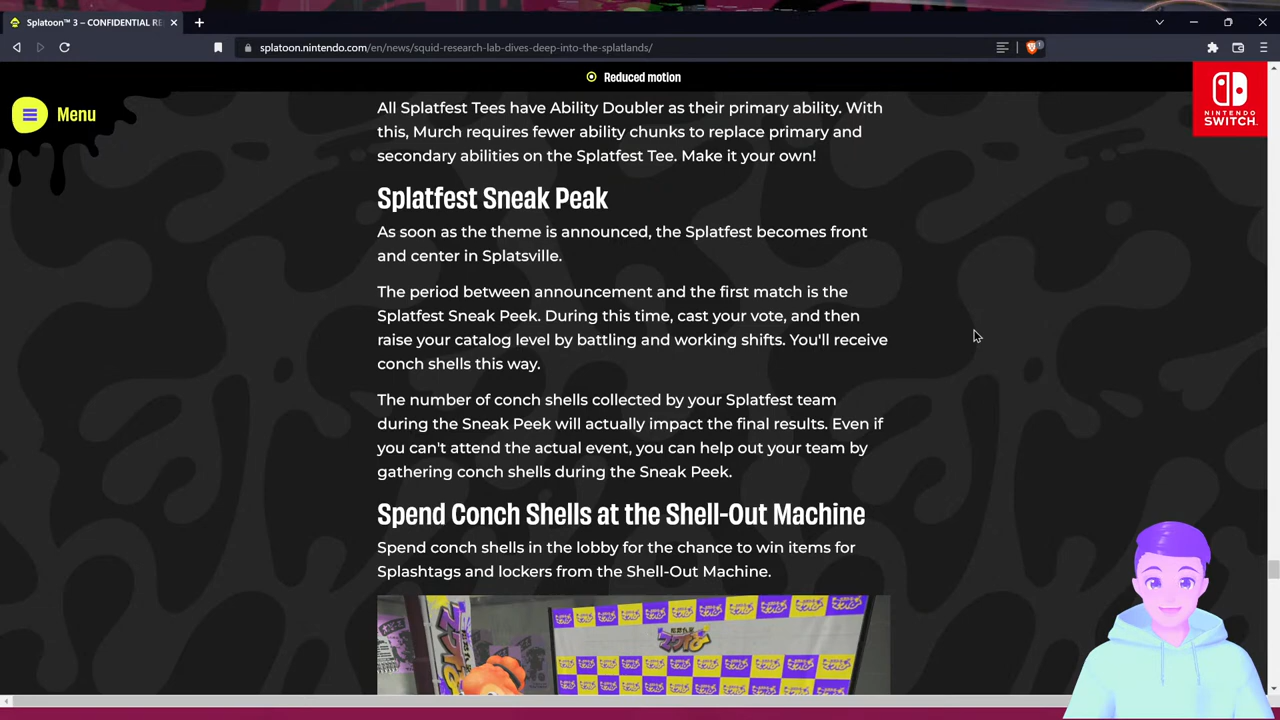 Splatoon™ 3 – CONFIDENTIAL RE
splatoon.nintendo.com/en/news/squid-research-lab-dives-deep-into-the-splatlands/
1
Reduced motion
Menu
NINTENDO
SWITCH
All Splatfest Tees have Ability Doubler as their primary ability. With
this, Murch requires fewer ability chunks to replace primary and
secondary abilities on the Splatfest Tee. Make it your own!
Splatfest Sneak Peak
As soon as the theme is announced, the Splatfest becomes front
and center in Splatsville.
The period between announcement and the first match is the
Splatfest Sneak Peek. During this time, cast your vote, and then
raise your catalog level by battling and working shifts. You'll receive
conch shells this way.
The number of conch shells collected by your Splatfest team
during the Sneak Peek will actually impact the final results. Even if
you can't attend the actual event, you can help out your team by
gathering conch shells during the Sneak Peek.
Spend Conch Shells at the Shell-Out Machine
Spend conch shells in the lobby for the chance to win items for
Splashtags and lockers from the Shell-Out Machine.